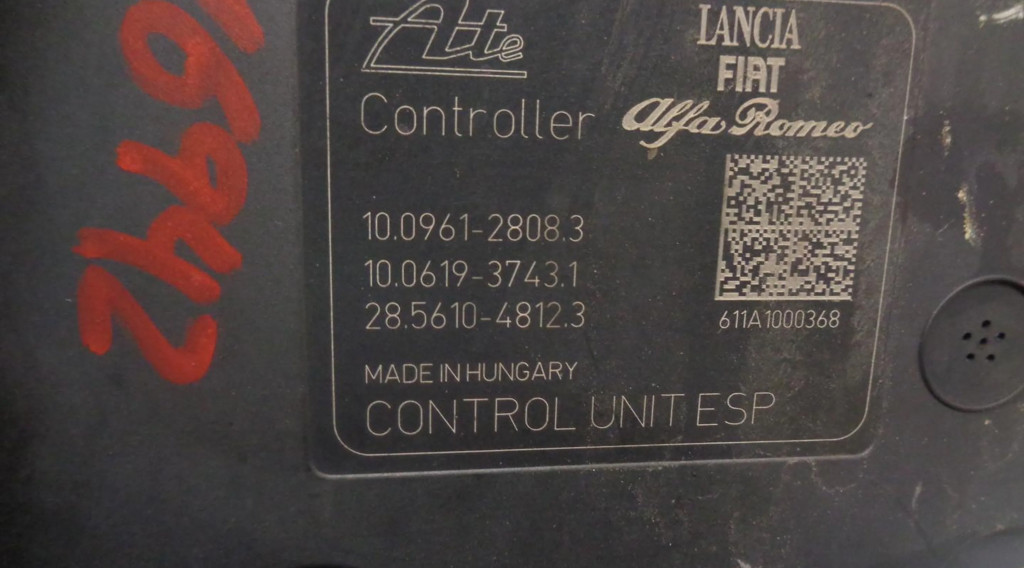 Ate
Controller
LANCIA
FIAT
Alfa Romeo
10.0961-2808.3
10.0619-3743.1
28.5610-4812.3
611A1000368
MADE IN HUNGARY
CONTROL UNIT ESP
16942